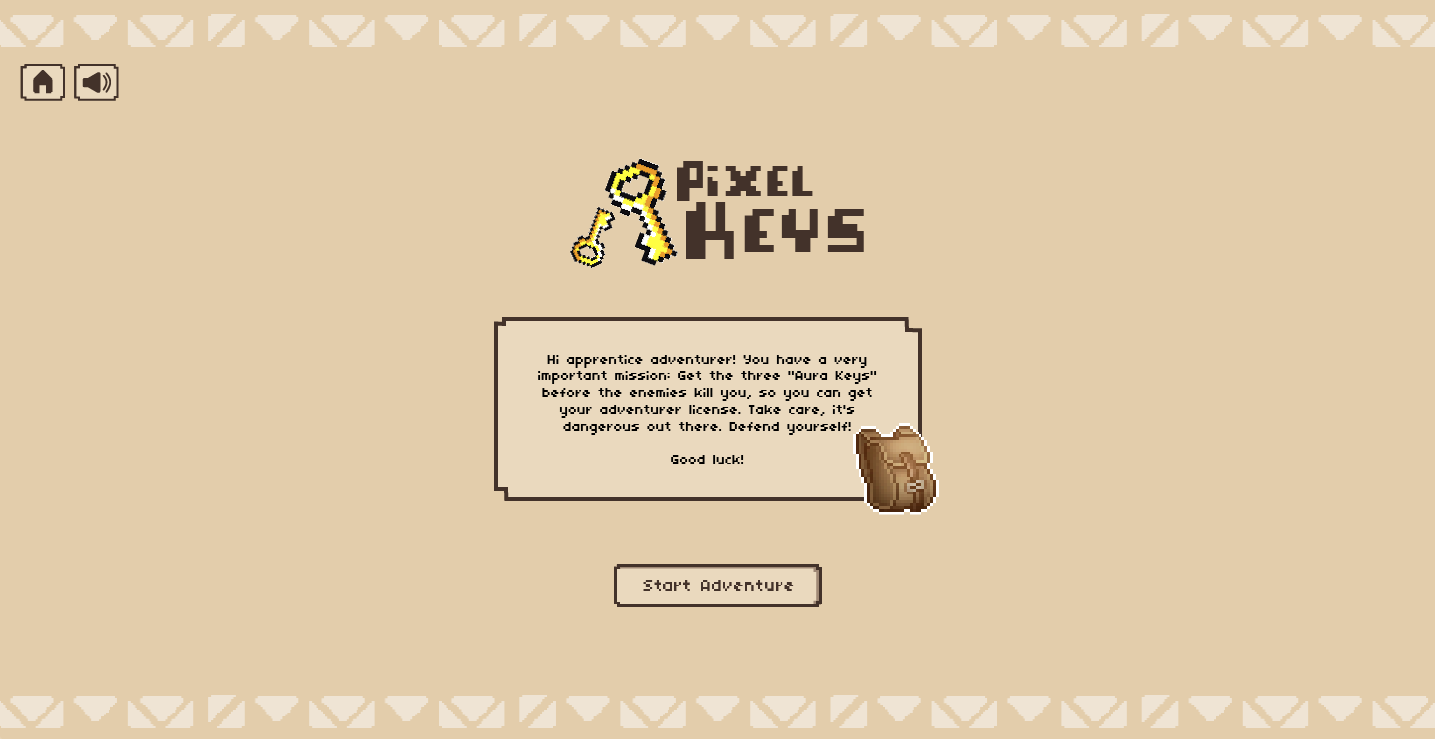 PiXEL
KEYS
Hi apprentice adventurer! You have a very
important mission: Get the three "Aura Keys"
before the enemies kill you, so you can get
your adventurer license. Take care, it's
dangerous out there. Defend yourself!
Good luck!
Start Adventure